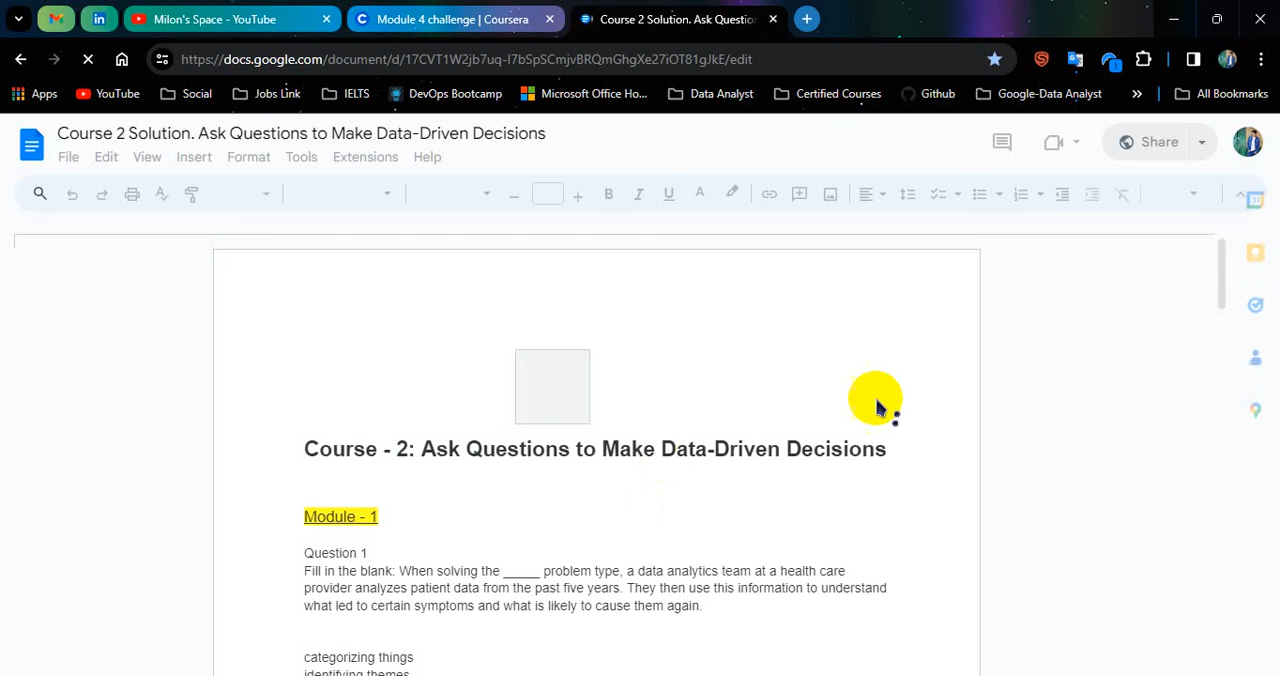 Milon's Space - YouTube
Module 4 challenge | Coursera
Course 2 Solution. Ask Question
https://docs.google.com/document/d/17CVT1W2jb7uq-I7bSpSCmjvBRQmGhgXe27iOT81gJkE/edit
Apps
YouTube
Social
Jobs Link
IELTS
DevOps Bootcamp
Microsoft Office Ho...
Data Analyst
Certified Courses
Github
Google-Data Analyst
All Bookmarks
Course 2 Solution. Ask Questions to Make Data-Driven Decisions
File Edit View Insert Format Tools Extensions Help
Share
Course - 2: Ask Questions to Make Data-Driven Decisions
Module - 1
Question 1
Fill in the blank: When solving the _____ problem type, a data analytics team at a health care
provider analyzes patient data from the past five years. They then use this information to understand
what led to certain symptoms and what is likely to cause them again.
categorizing things
identifying themes